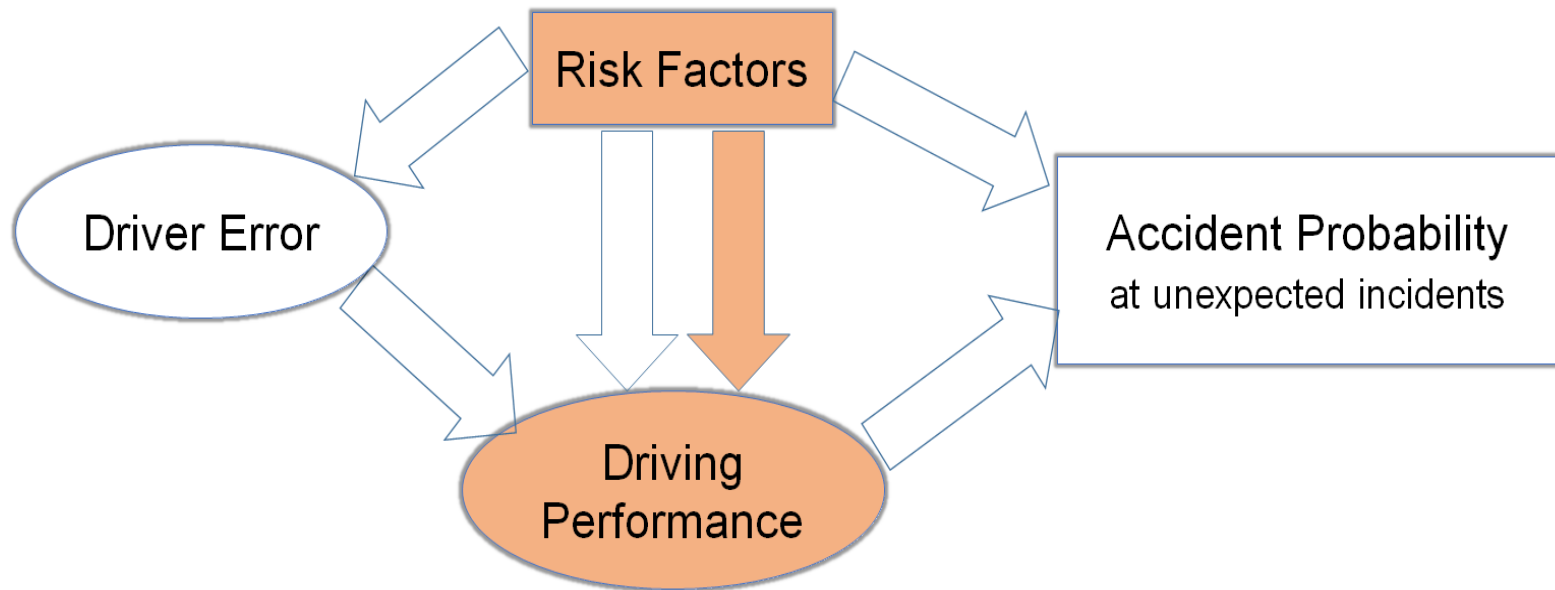 Risk Factors
Driver Error
Accident Probability
at unexpected incidents
Driving
Performance